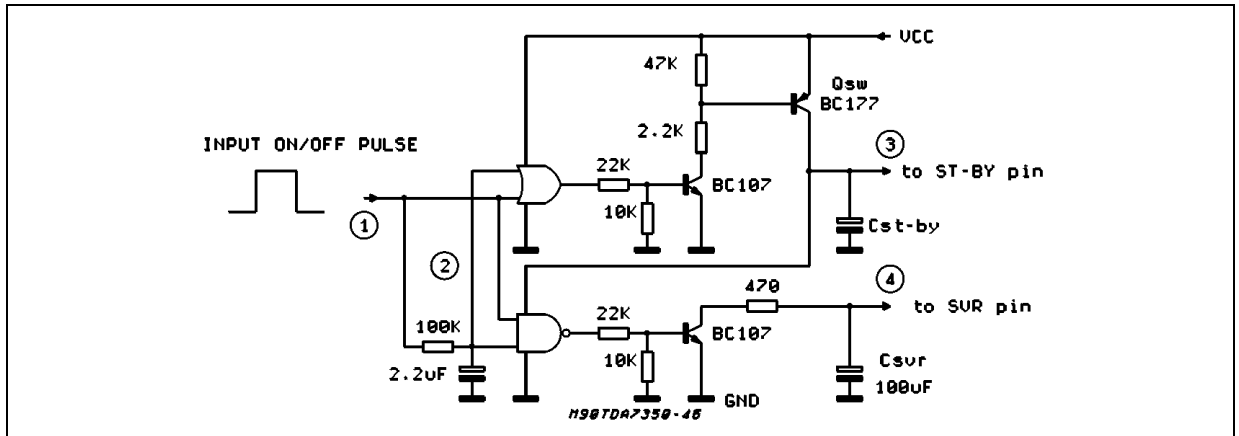 VCC
47K
Qsw
BC177
2.2K
INPUT ON/OFF PULSE
3
22K
to ST-BY pin
BC107
1
10K
Cst-by
2
4
470
to SVR pin
22K
100K
BC107
10K
Csvr
2.2uF
100uF
GND
M90TDA7350-46